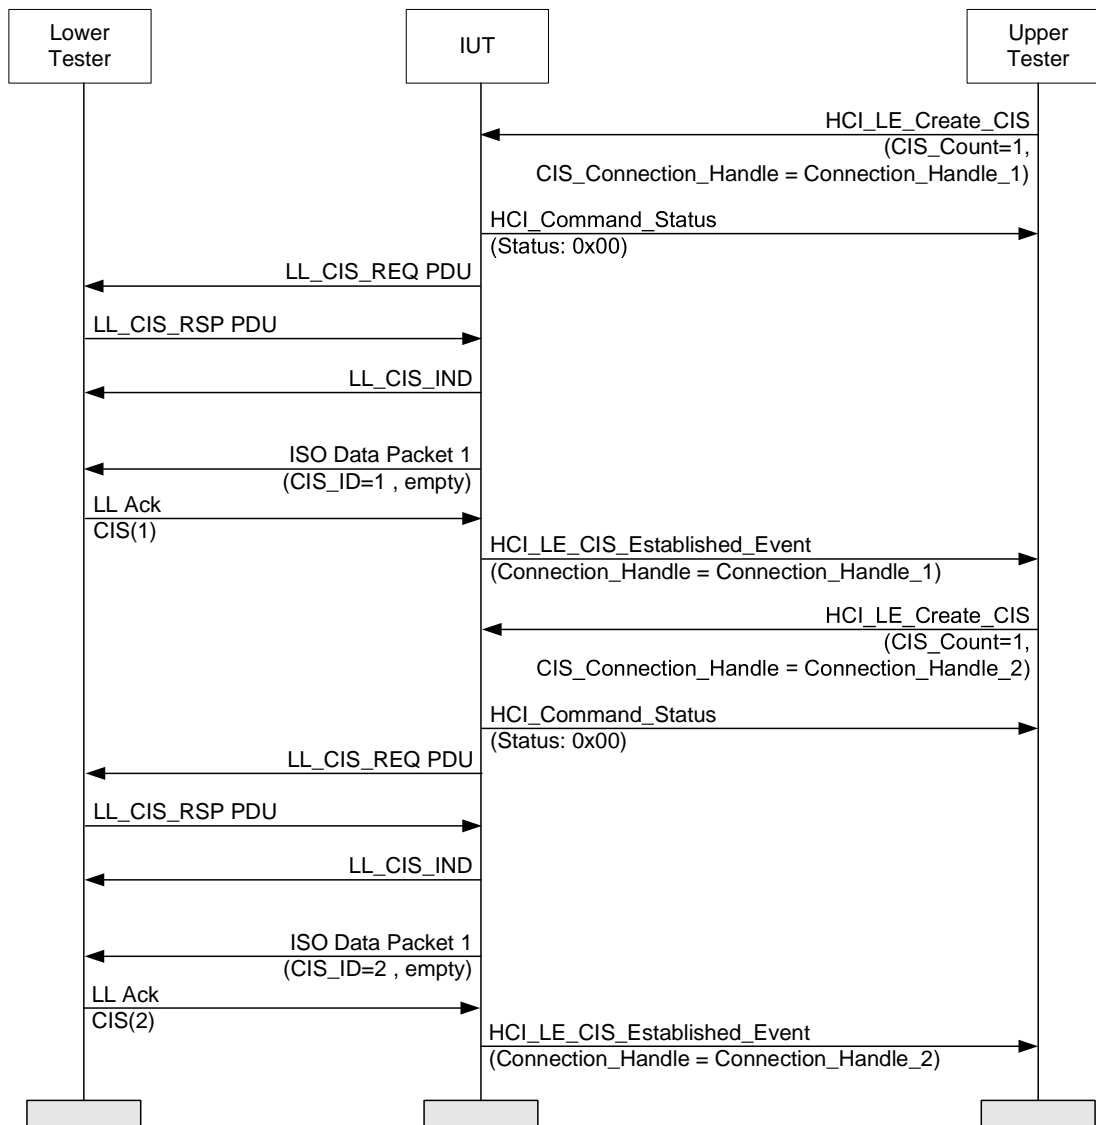 Lower
Tester
IUT
Upper
Tester
HCI_LE_Create_CIS
(CIS_Count=1,
CIS_Connection_Handle = Connection_Handle_1)
HCI_Command_Status
(Status: 0x00)
LL_CIS_REQ PDU
LL_CIS_RSP PDU
LL_CIS_IND
ISO Data Packet 1
(CIS_ID=1 , empty)
LL Ack
CIS(1)
HCI_LE_CIS_Established_Event
(Connection_Handle = Connection_Handle_1)
HCI_LE_Create_CIS
(CIS_Count=1,
CIS_Connection_Handle = Connection_Handle_2)
HCI_Command_Status
(Status: 0x00)
LL_CIS_REQ PDU
LL_CIS_RSP PDU
LL_CIS_IND
ISO Data Packet 1
(CIS_ID=2 , empty)
LL Ack
CIS(2)
HCI_LE_CIS_Established_Event
(Connection_Handle = Connection_Handle_2)